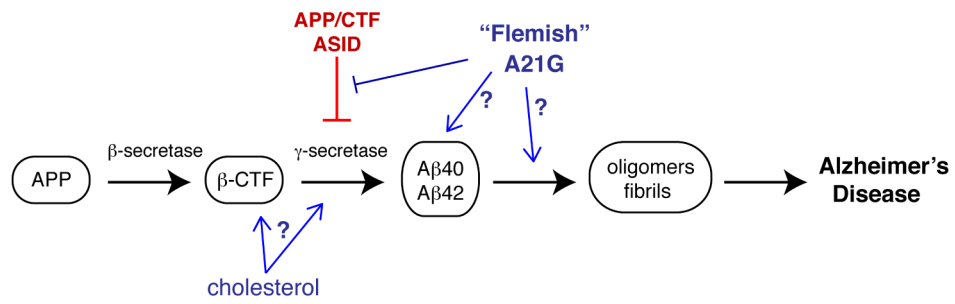 APP/CTF
ASID
“Flemish”
A21G
?
?
β-secretase
γ-secretase
APP
β-CTF
Aβ40
Aβ42
oligomers
fibrils
Alzheimer’s
Disease
?
cholesterol